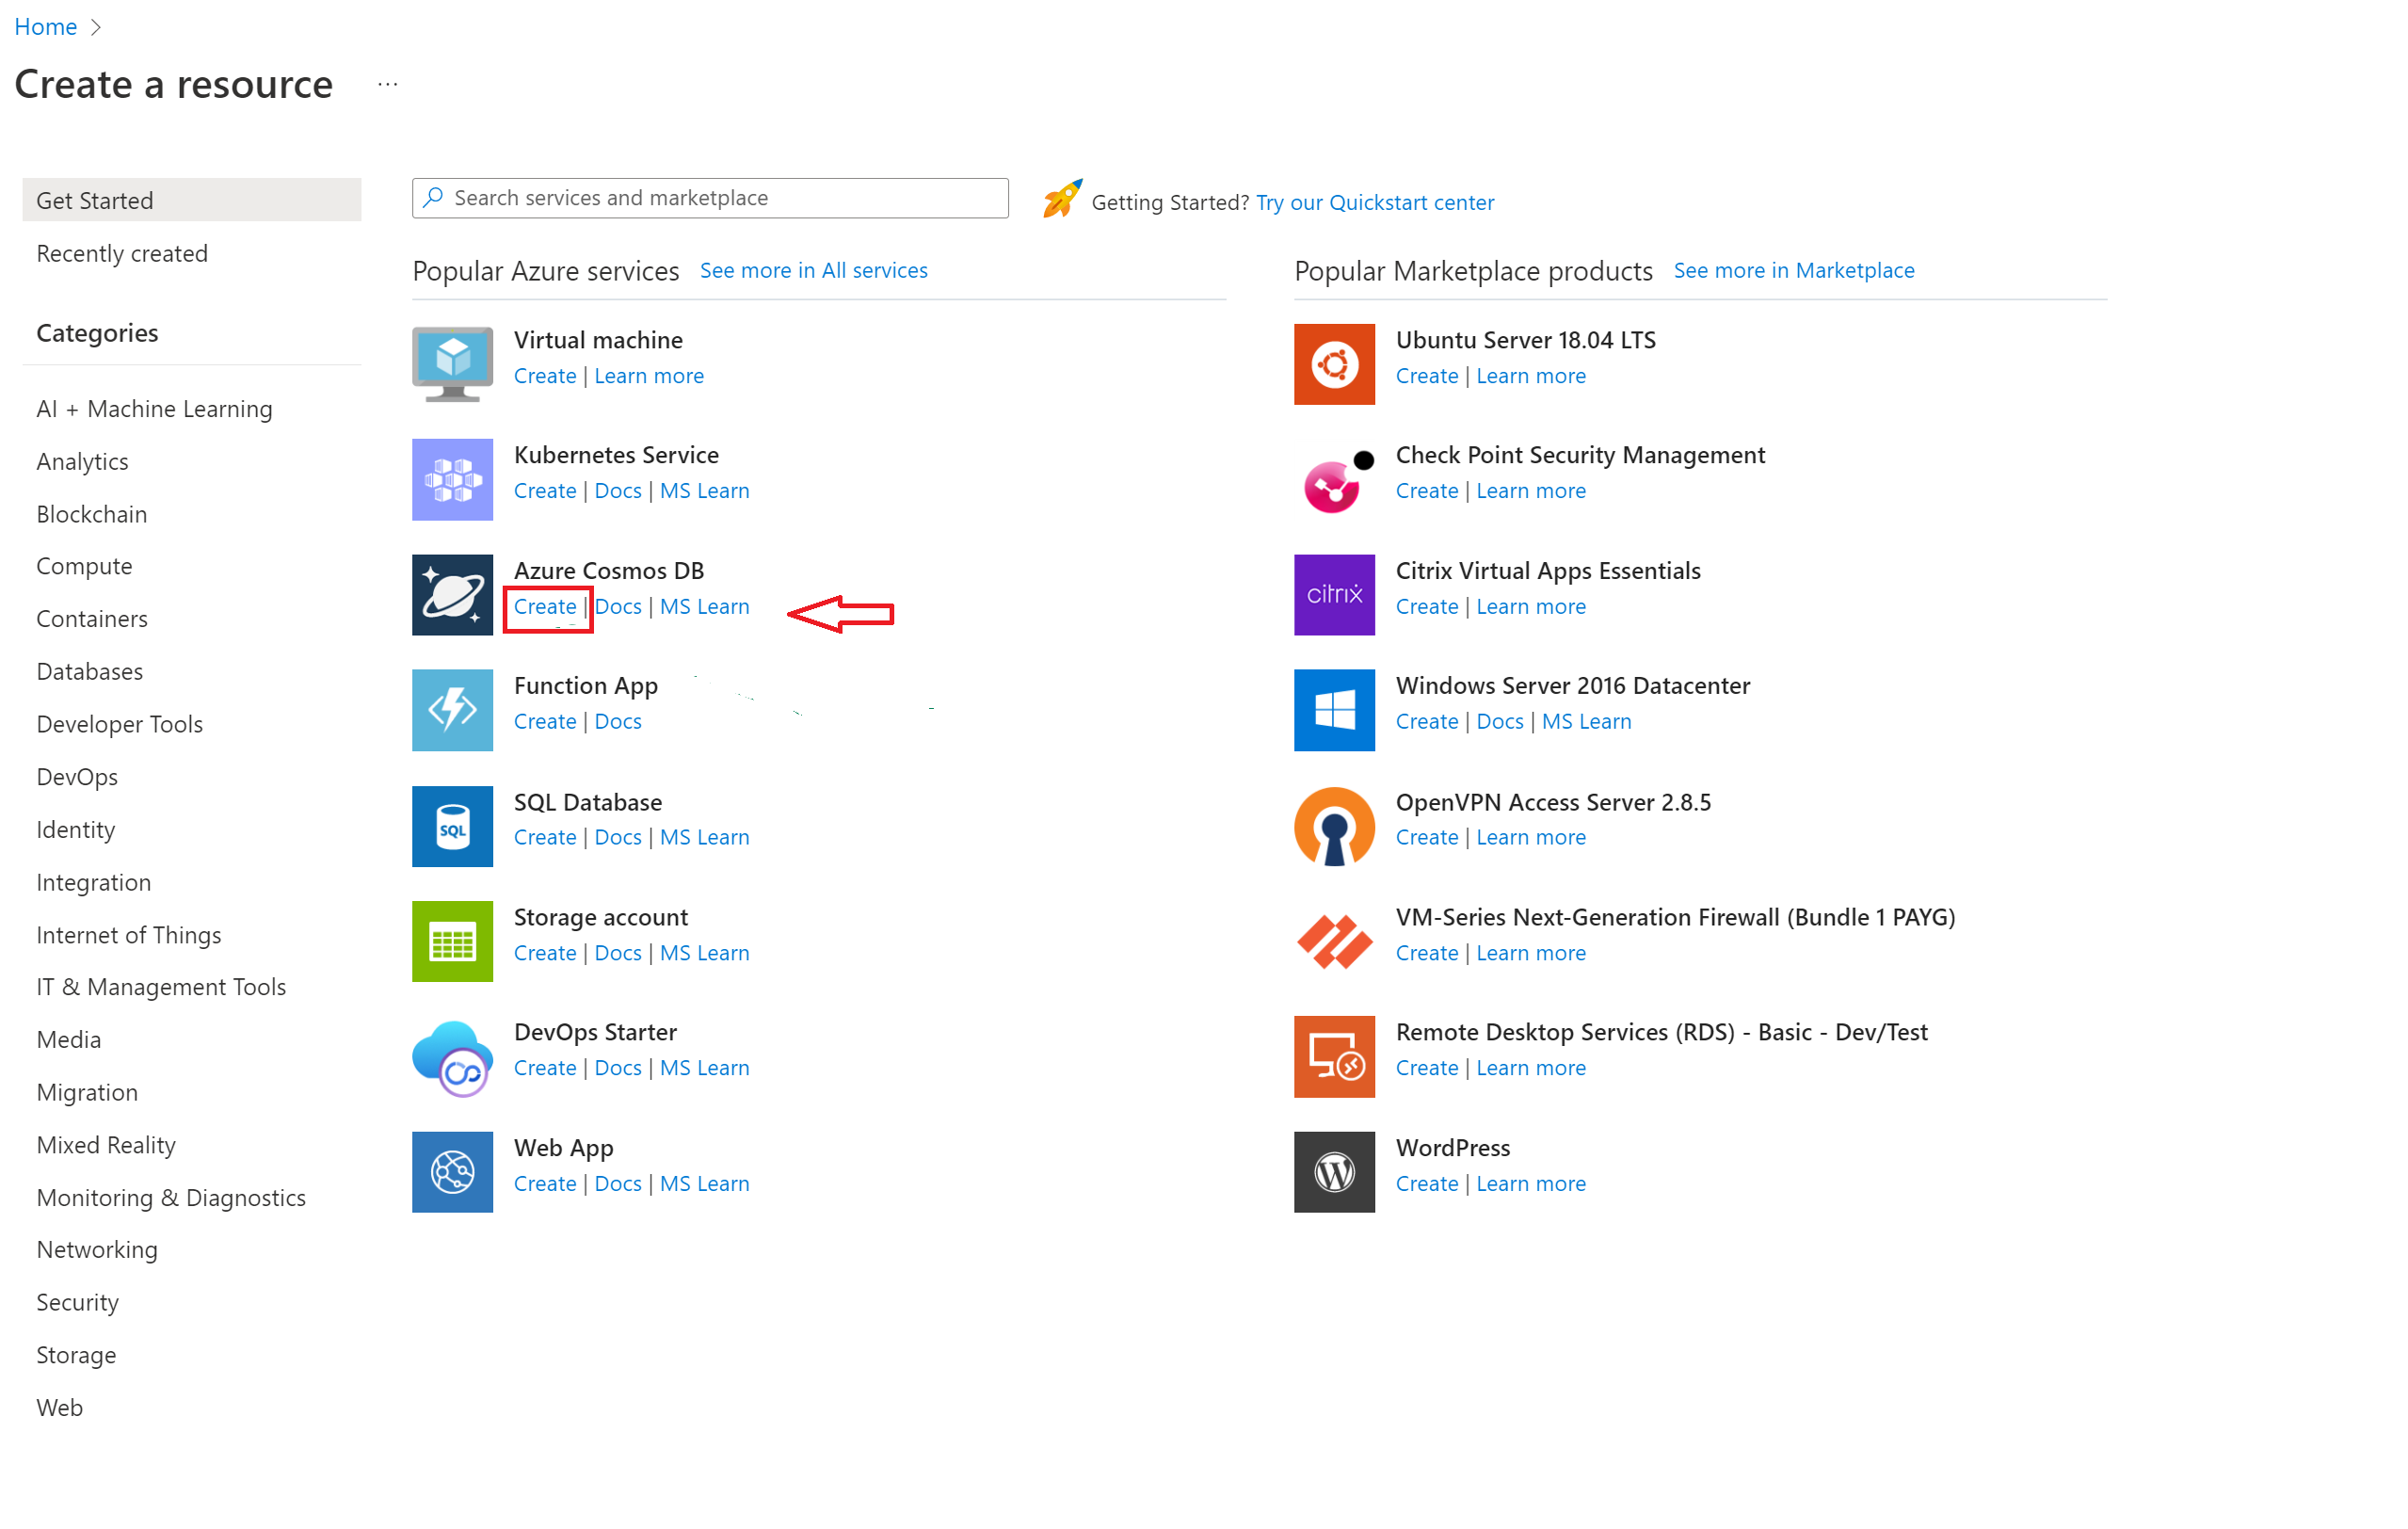 Home
Create a resource ...
Get Started
Recently created
Categories
AI + Machine Learning
Analytics
Blockchain
Compute
Containers
Databases
Developer Tools
DevOps
Identity
Integration
Internet of Things
IT & Management Tools
Media
Migration
Mixed Reality
Monitoring & Diagnostics
Networking
Security
Storage
Web
Search services and marketplace
Getting Started? Try our Quickstart center
Popular Azure services See more in All services
Virtual machine
Create | Learn more
Kubernetes Service
Create | Docs | MS Learn
Azure Cosmos DB
Create | Docs | MS Learn
Function App
Create | Docs
SQL
SQL Database
Create | Docs | MS Learn
Storage account
Create | Docs | MS Learn
DevOps Starter
Create | Docs | MS Learn
Web App
Create | Docs | MS Learn
Popular Marketplace products See more in Marketplace
Ubuntu Server 18.04 LTS
Create | Learn more
Check Point Security Management
Create | Learn more
citrix
Citrix Virtual Apps Essentials
Create | Learn more
Windows Server 2016 Datacenter
Create | Docs | MS Learn
OpenVPN Access Server 2.8.5
Create | Learn more
VM-Series Next-Generation Firewall (Bundle 1 PAYG)
Create | Learn more
Remote Desktop Services (RDS) - Basic - Dev/Test
Create | Learn more
WordPress
Create | Learn more